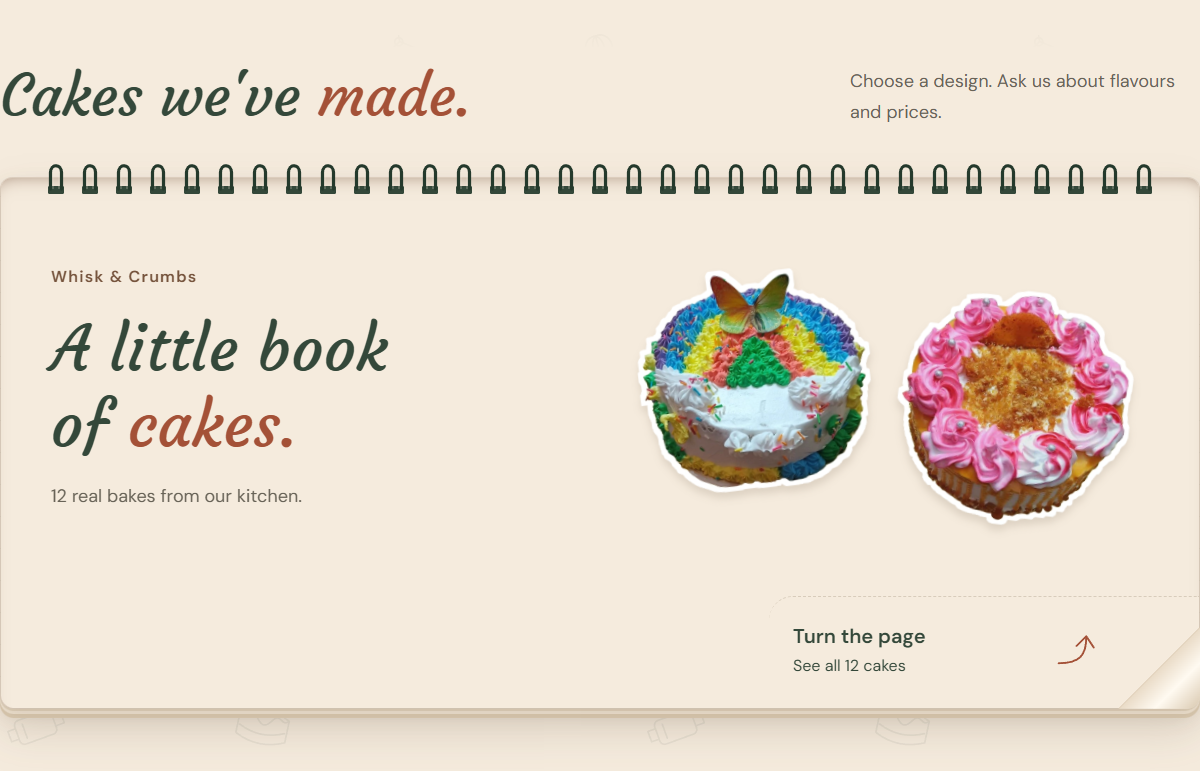 Cakes we've made.
Choose a design. Ask us about flavours
and prices.
Whisk & Crumbs
A little book
of cakes.
12 real bakes from our kitchen.
Turn the page
See all 12 cakes